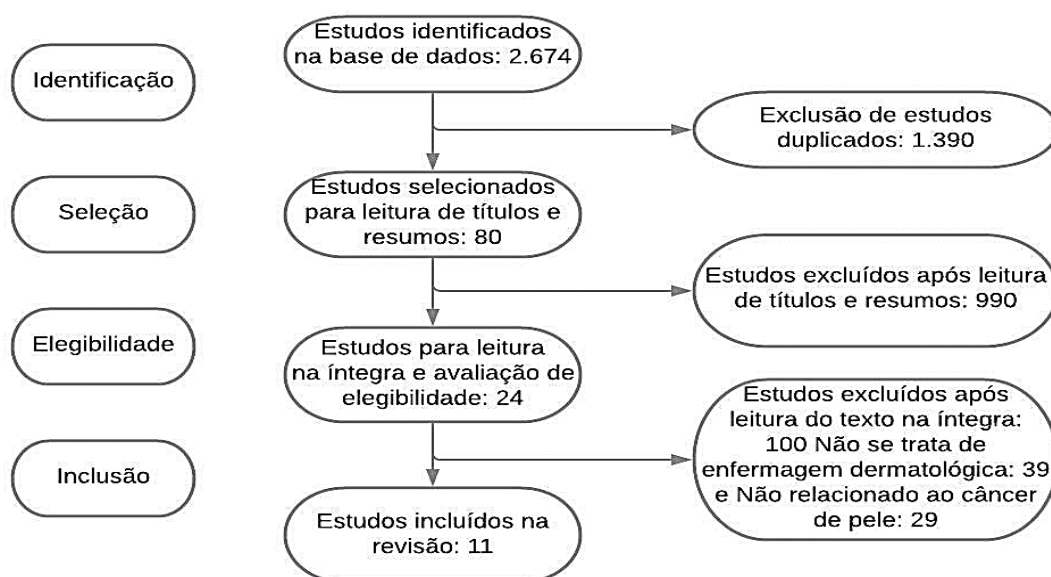 Identificação
Estudos identificados
na base de dados: 2.674
Exclusão de estudos
duplicados: 1.390
Seleção
Estudos selecionados
para leitura de títulos e
resumos: 80
Estudos excluídos após leitura
de títulos e resumos: 990
Elegibilidade
Estudos para leitura
na íntegra e avaliação de
elegibilidade: 24
Estudos excluídos após
leitura do texto na íntegra:
100 Não se trata de
enfermagem dermatológica: 39
e Não relacionado ao câncer
de pele: 29
Inclusão
Estudos incluídos na
revisão: 11